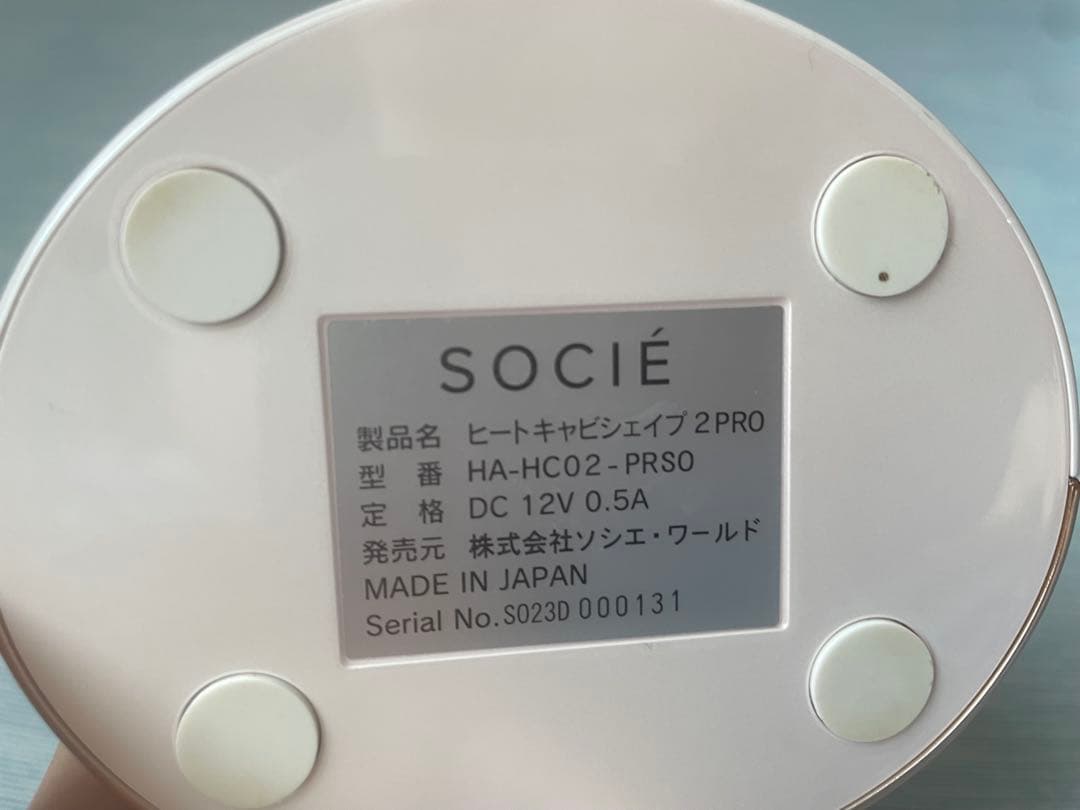 SOCIÉ
製品名 ヒートキャビシェイプ 2PRO
型 番 HA-HC02-PRSO
定 格 DC 12V 0.5A
発売元 株式会社ソシエ・ワールド
MADE IN JAPAN
Serial No.S023D 000131